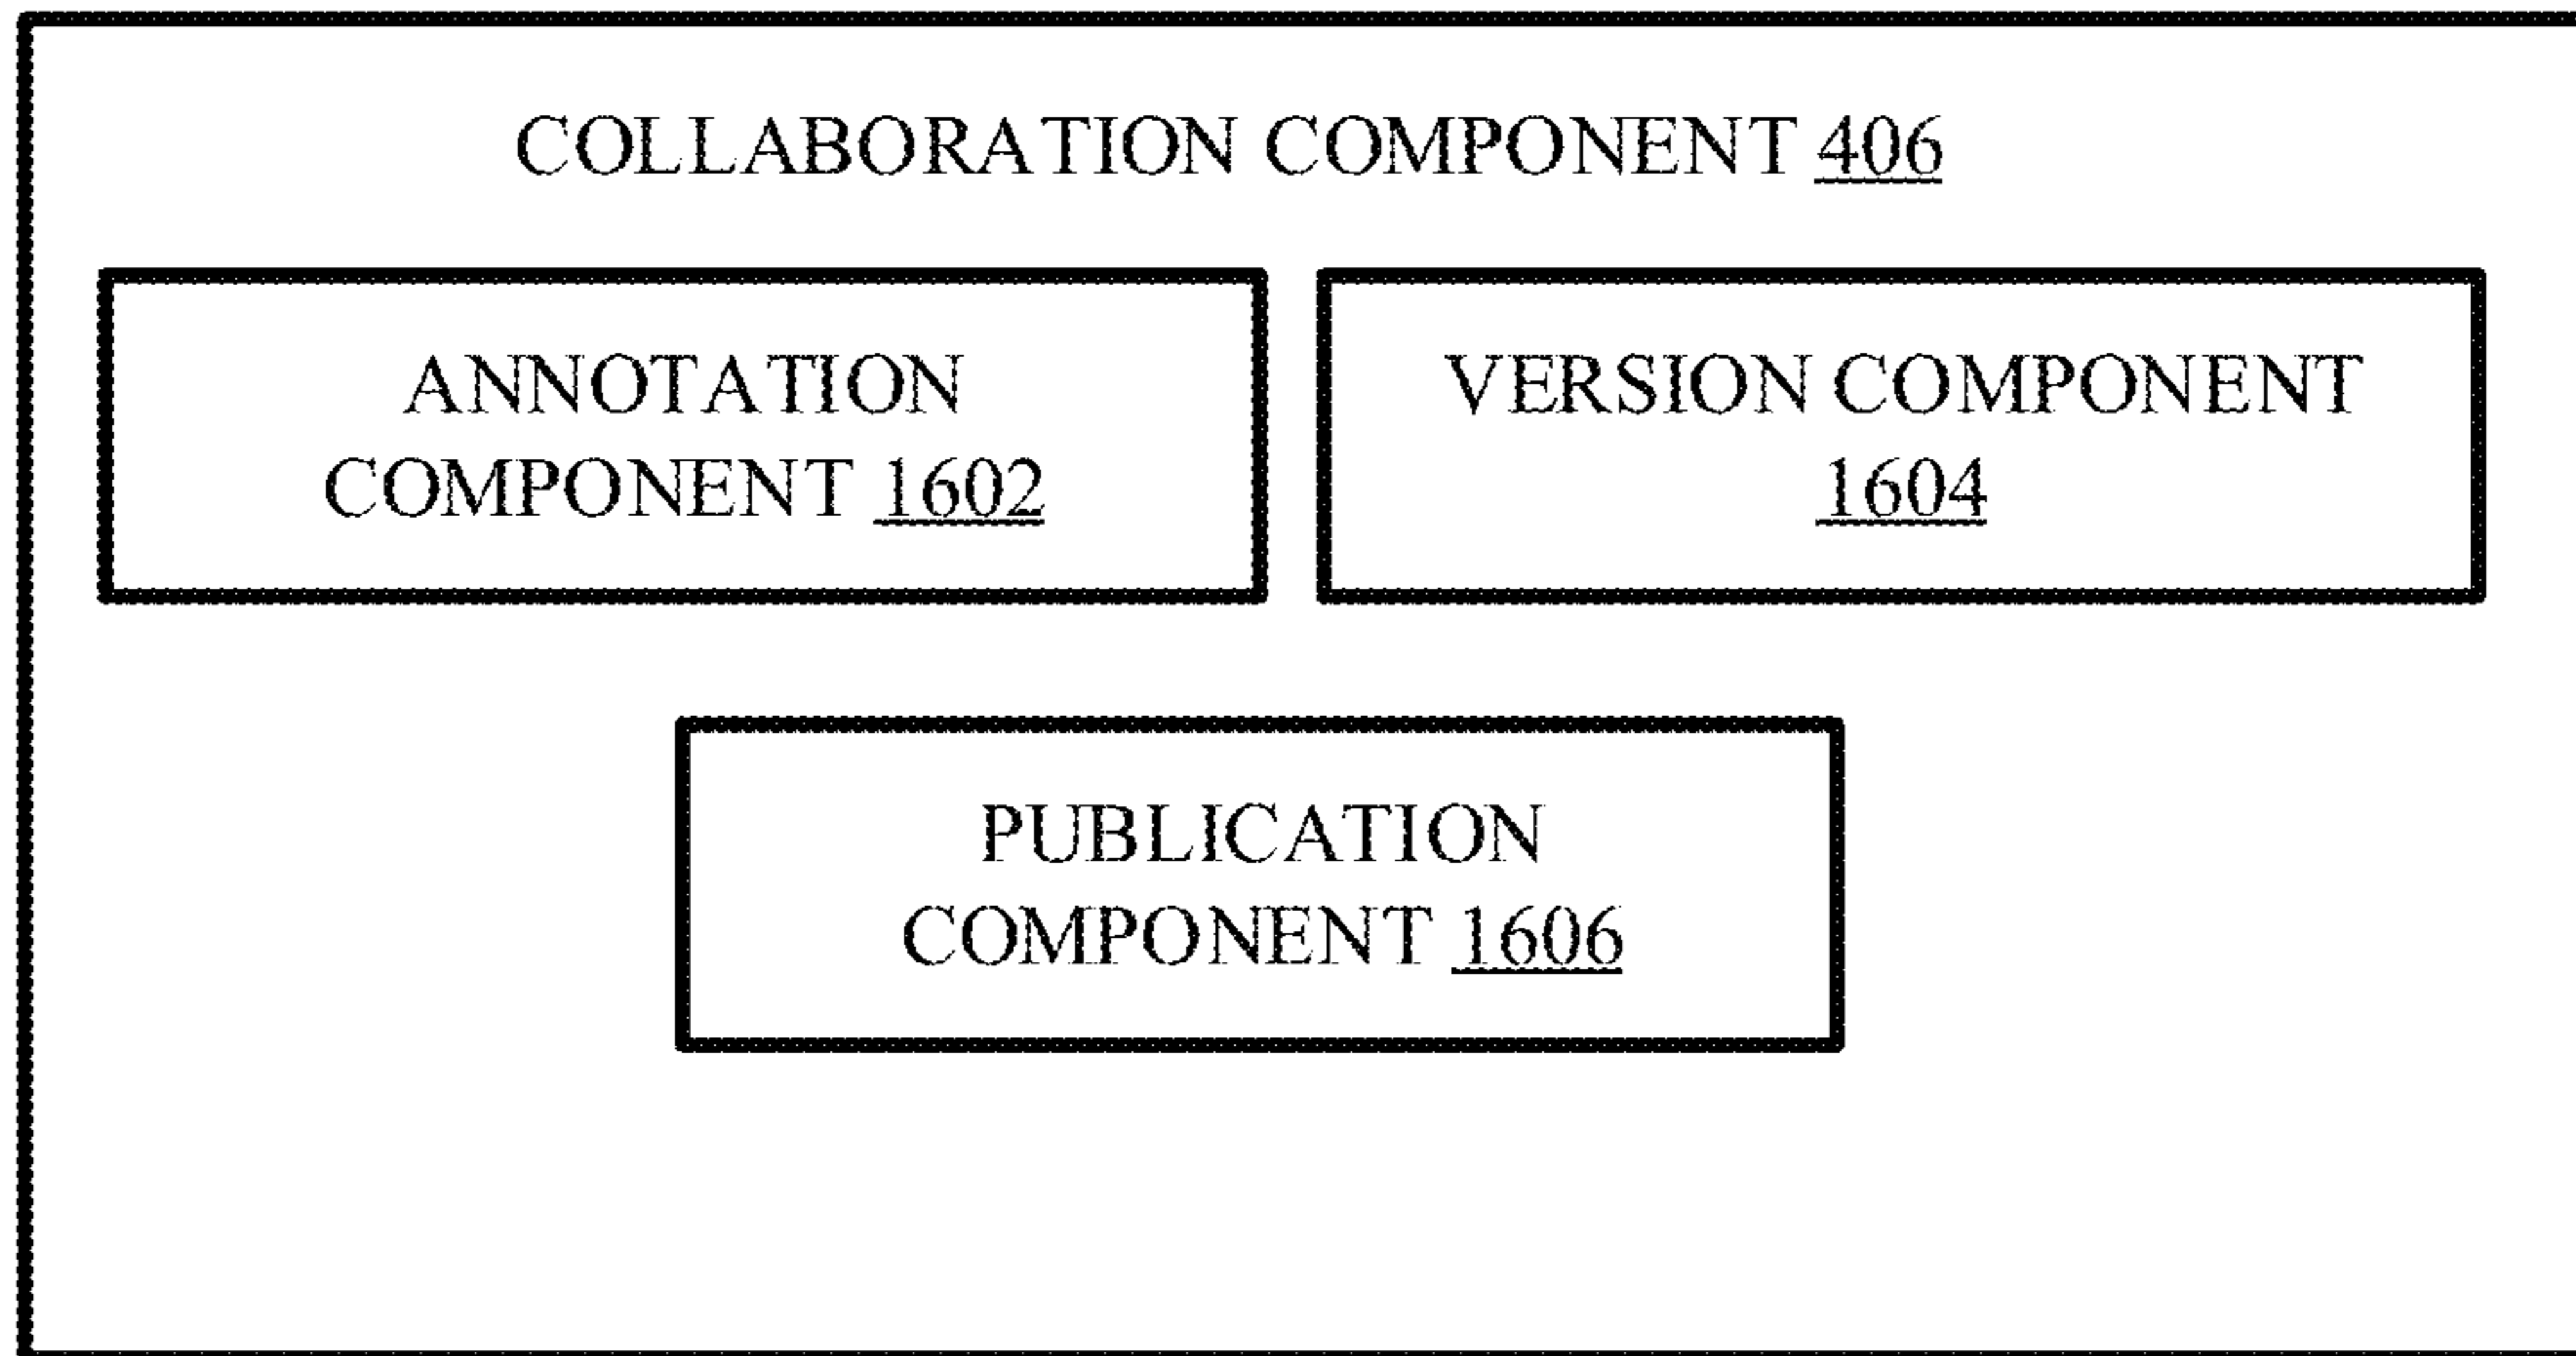 COLLABORATION COMPONENT 406
ANNOTATION
COMPONENT 1602
VERSION COMPONENT
1604
PUBLICATION
COMPONENT 1606